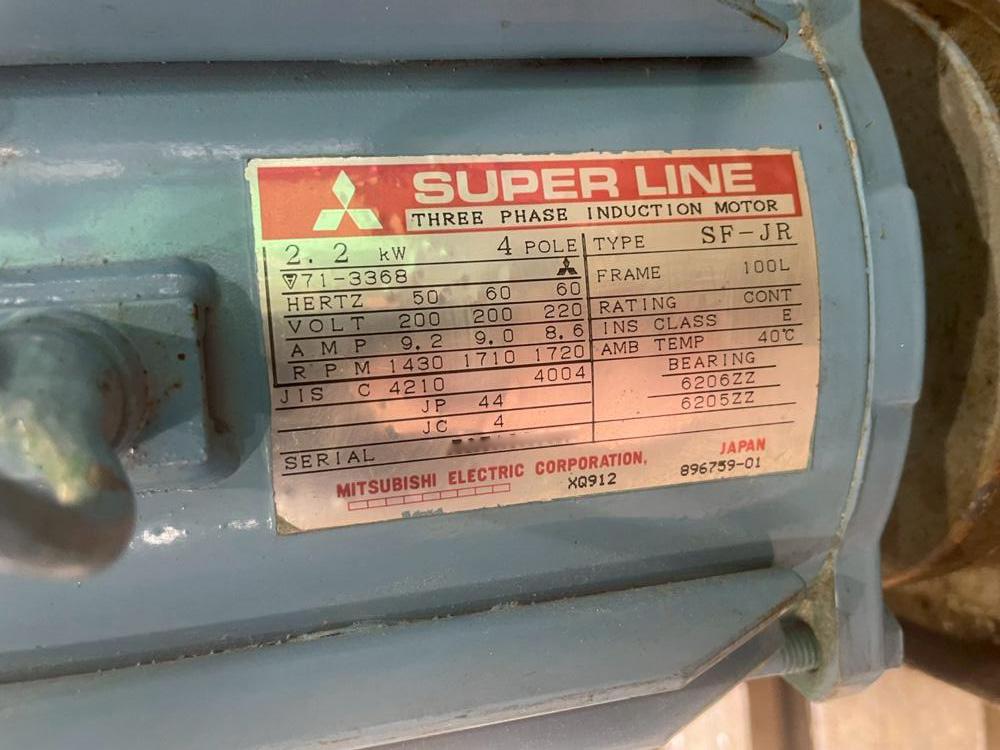 SUPER LINE
THREE PHASE INDUCTION MOTOR
2.2 kW 4 POLE
71-3368
HERTZ 50 60 60
VOLT 200 200 220
AMP 9.2 9.0 8.6
RPM 1430 1710 1720
JIS C 4210 4004
JP 44
JC 4
SERIAL
TYPE SF-JR
FRAME 100L
RATING CONT
INS CLASS E
AMB TEMP 40℃
BEARING
6206ZZ
6205ZZ
MITSUBISHI ELECTRIC CORPORATION, JAPAN
XQ912 896759-01